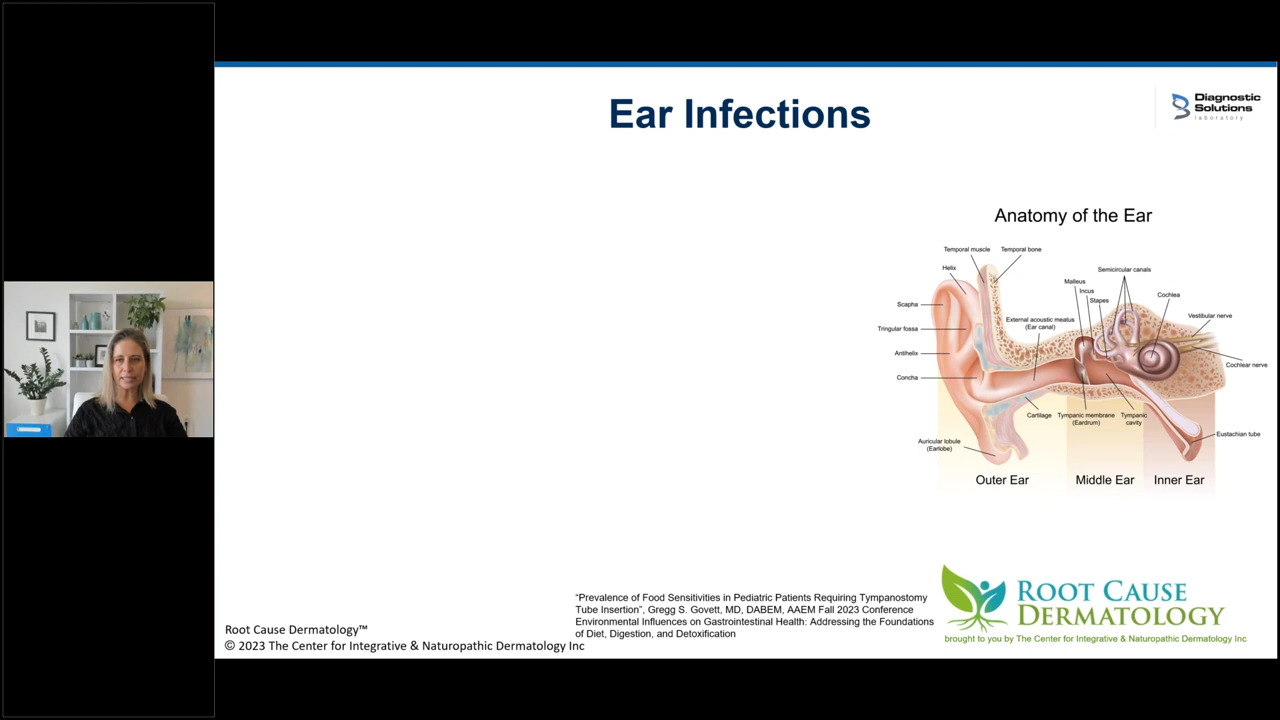 Ear Infections
Diagnostic
Solutions
laboratory
Anatomy of the Ear
Temporal muscle
Temporal bone
Helix
Semicircular canals
Malleus
Incus
Stapes
Cochlea
Scapha
Vestibular nerve
External acoustic meatus
(Ear canal)
Tringular fossa
Antihelix
Cochlear nerve
Concha
Cartilage
Tympanic membrane
(Eardrum)
Tympanic
cavity
Eustachian tube
Auricular lobule
(Earlobe)
Outer Ear
Middle Ear
Inner Ear
“Prevalence of Food Sensitivities in Pediatric Patients Requiring Tympanostomy
Tube Insertion”, Gregg S. Govett, MD, DABEM, AAEM Fall 2023 Conference
Environmental Influences on Gastrointestinal Health: Addressing the Foundations
of Diet, Digestion, and Detoxification
Root Cause Dermatology™
© 2023 The Center for Integrative & Naturopathic Dermatology Inc
ROOT CAUSE
DERMATOLOGY
brought to you by The Center for Integrative & Naturopathic Dermatology Inc